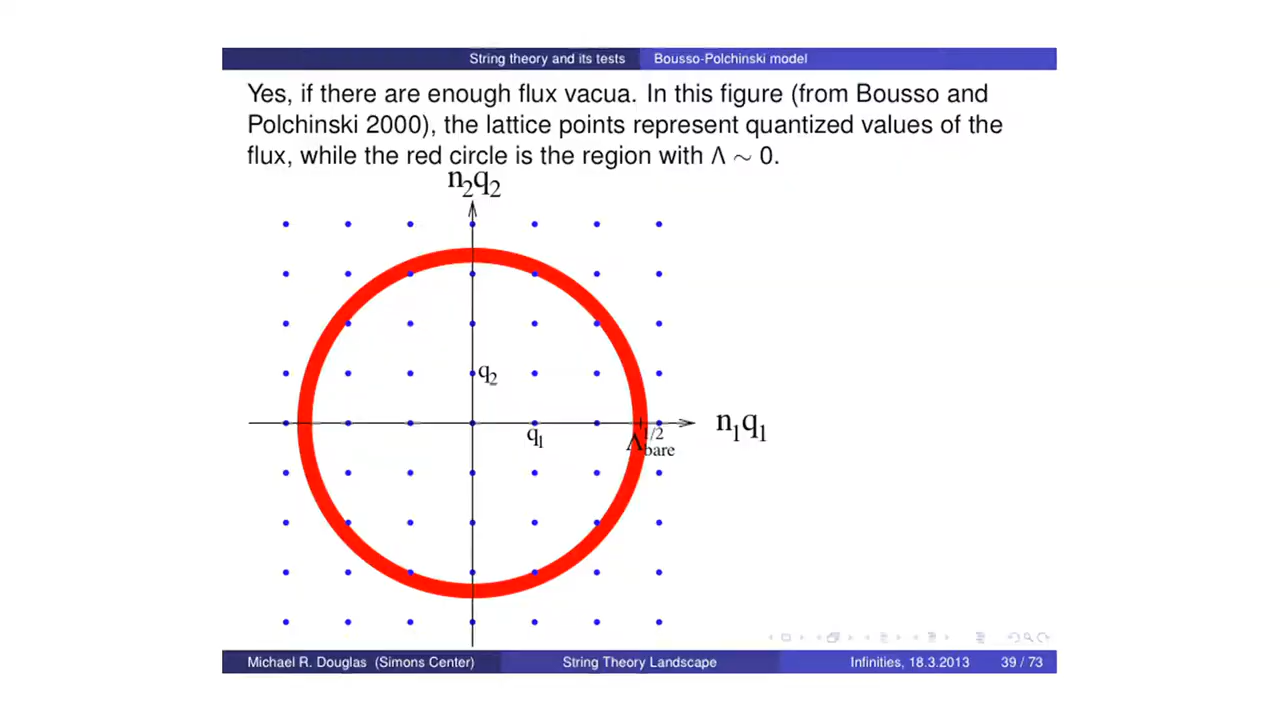 String theory and its tests Bousso-Polchinski model
Yes, if there are enough flux vacua. In this figure (from Bousso and
Polchinski 2000), the lattice points represent quantized values of the
flux, while the red circle is the region with Λ ∼ 0.
n₂q₂
q₂
n₁q₁
q₁
Λ¹ᐟ² bare
Michael R. Douglas (Simons Center) String Theory Landscape Infinities, 18.3.2013 39 / 73